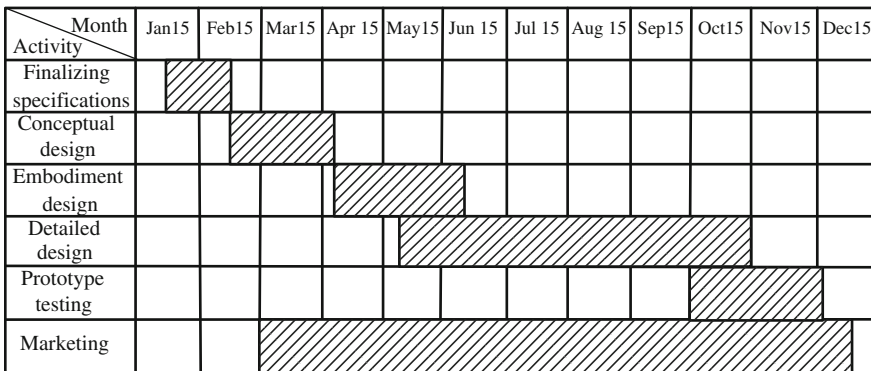 Month
Activity
Jan15 Feb15 Mar15 Apr 15 May15 Jun 15 Jul 15 Aug 15 Sep15 Oct15 Nov15 Dec15
Finalizing
specifications
Conceptual
design
Embodiment
design
Detailed
design
Prototype
testing
Marketing